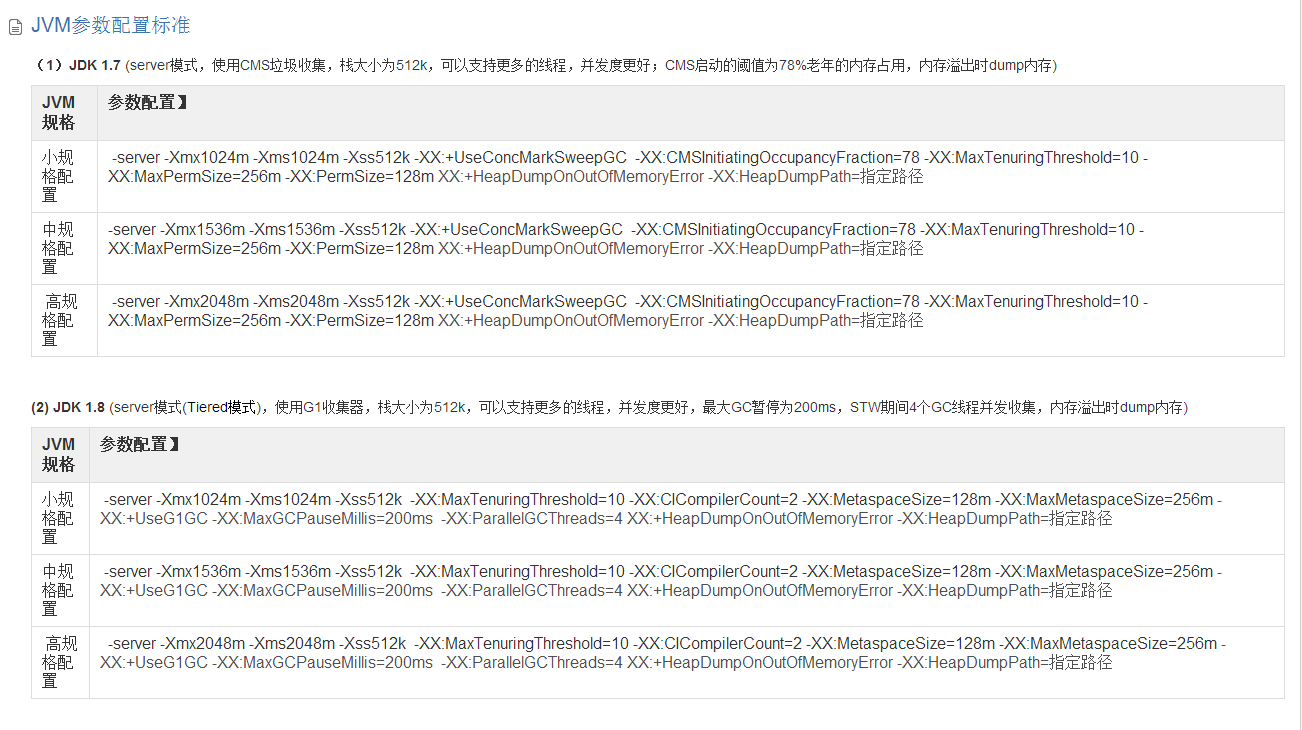 JVM参数配置标准
（1）JDK 1.7 (server模式，使用CMS垃圾收集，栈大小为512k，可以支持更多的线程，并发度更好；CMS启动的阈值为78%老年的内存占用，内存溢出时dump内存)
JVM
规格
参数配置】
小规
格配
置
-server -Xmx1024m -Xms1024m -Xss512k -XX:+UseConcMarkSweepGC  -XX:CMSInitiatingOccupancyFraction=78 -XX:MaxTenuringThreshold=10 -
XX:MaxPermSize=256m -XX:PermSize=128m XX:+HeapDumpOnOutOfMemoryError -XX:HeapDumpPath=指定路径
中规
格配
置
-server -Xmx1536m -Xms1536m -Xss512k -XX:+UseConcMarkSweepGC  -XX:CMSInitiatingOccupancyFraction=78 -XX:MaxTenuringThreshold=10 -
XX:MaxPermSize=256m -XX:PermSize=128m XX:+HeapDumpOnOutOfMemoryError -XX:HeapDumpPath=指定路径
高规
格配
置
-server -Xmx2048m -Xms2048m -Xss512k -XX:+UseConcMarkSweepGC  -XX:CMSInitiatingOccupancyFraction=78 -XX:MaxTenuringThreshold=10 -
XX:MaxPermSize=256m -XX:PermSize=128m XX:+HeapDumpOnOutOfMemoryError -XX:HeapDumpPath=指定路径
(2) JDK 1.8 (server模式(Tiered模式)，使用G1收集器，栈大小为512k，可以支持更多的线程，并发度更好，最大GC暂停为200ms，STW期间4个GC线程并发收集，内存溢出时dump内存)
JVM
规格
参数配置】
小规
格配
置
-server -Xmx1024m -Xms1024m -Xss512k  -XX:MaxTenuringThreshold=10 -XX:CICompilerCount=2 -XX:MetaspaceSize=128m -XX:MaxMetaspaceSize=256m -
XX:+UseG1GC -XX:MaxGCPauseMillis=200ms  -XX:ParallelGCThreads=4 XX:+HeapDumpOnOutOfMemoryError -XX:HeapDumpPath=指定路径
中规
格配
置
-server -Xmx1536m -Xms1536m -Xss512k  -XX:MaxTenuringThreshold=10 -XX:CICompilerCount=2 -XX:MetaspaceSize=128m -XX:MaxMetaspaceSize=256m -
XX:+UseG1GC -XX:MaxGCPauseMillis=200ms  -XX:ParallelGCThreads=4 XX:+HeapDumpOnOutOfMemoryError -XX:HeapDumpPath=指定路径
高规
格配
置
-server -Xmx2048m -Xms2048m -Xss512k  -XX:MaxTenuringThreshold=10 -XX:CICompilerCount=2 -XX:MetaspaceSize=128m -XX:MaxMetaspaceSize=256m -
XX:+UseG1GC -XX:MaxGCPauseMillis=200ms  -XX:ParallelGCThreads=4 XX:+HeapDumpOnOutOfMemoryError -XX:HeapDumpPath=指定路径